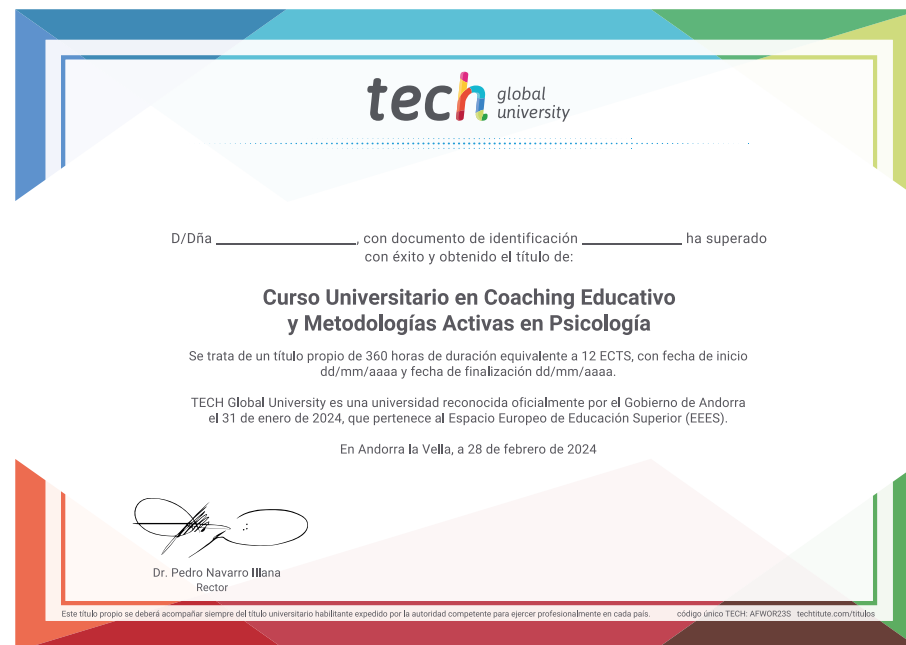 tech global
university
D/Dña ____________________, con documento de identificación ______________ ha superado
con éxito y obtenido el título de:
Curso Universitario en Coaching Educativo
y Metodologías Activas en Psicología
Se trata de un título propio de 360 horas de duración equivalente a 12 ECTS, con fecha de inicio
dd/mm/aaaa y fecha de finalización dd/mm/aaaa.
TECH Global University es una universidad reconocida oficialmente por el Gobierno de Andorra
el 31 de enero de 2024, que pertenece al Espacio Europeo de Educación Superior (EEES).
En Andorra la Vella, a 28 de febrero de 2024
Dr. Pedro Navarro Illana
Rector
Este título propio se deberá acompañar siempre del título universitario habilitante expedido por la autoridad competente para ejercer profesionalmente en cada país. código único TECH: AFWOR23S techtitute.com/titulos